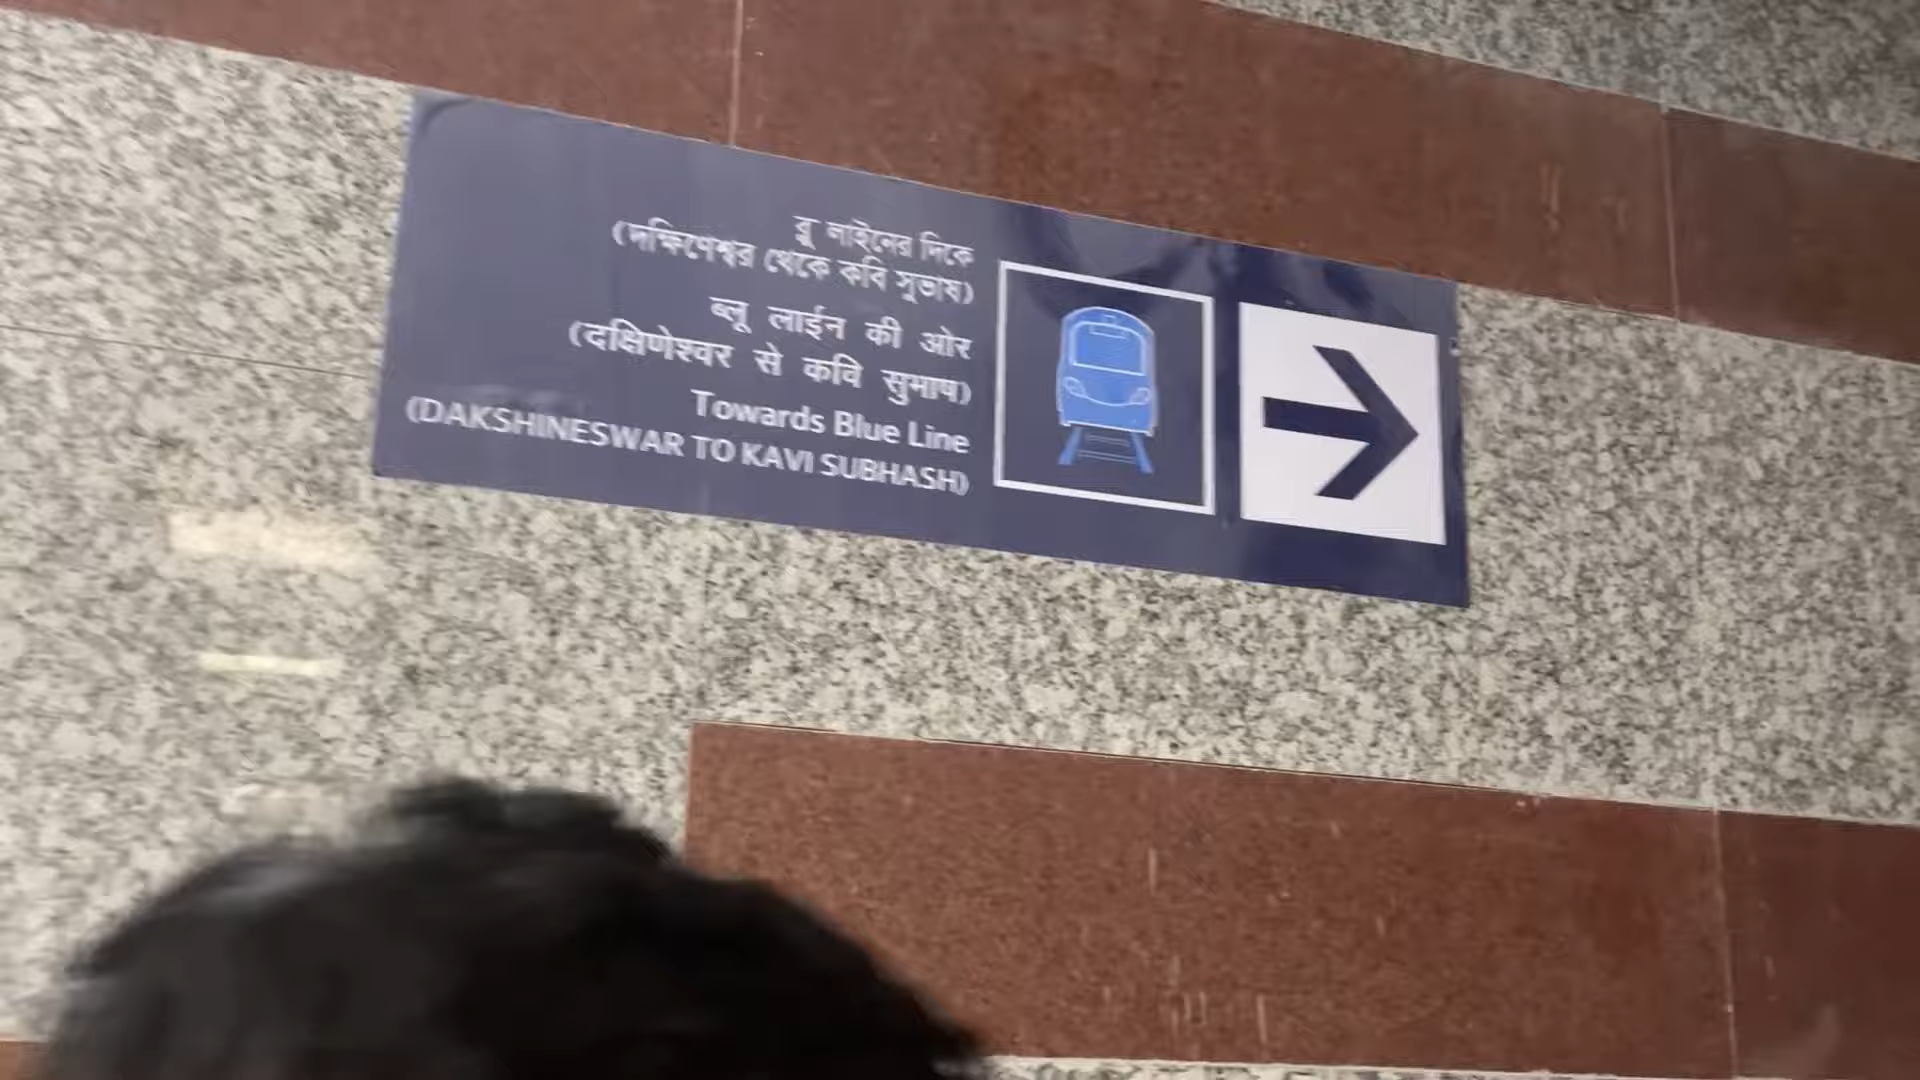 ব্লু লাইনের দিকে
(দক্ষিণেশ্বর থেকে কবি সুভাষ)
ब्लू लाईन की ओर
(दक्षिणेश्वर से कवि सुभाष)
Towards Blue Line
(DAKSHINESWAR TO KAVI SUBHASH)